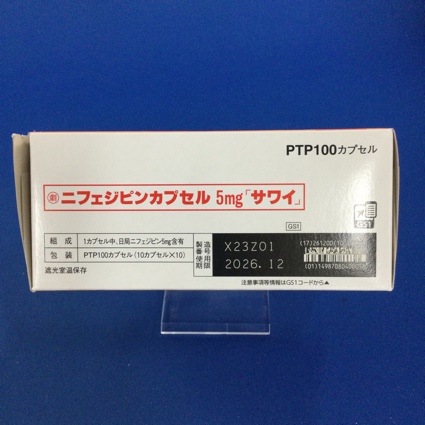 PTP100カプセル
劇 ニフェジピンカプセル 5mg「サワイ」
GS1
GS1
組成 1カプセル中、日局ニフェジピン5mg含有
包装 PTP100カプセル（10カプセル×10）
製造番号 X23Z01
使用期限 2026.12
遮光室温保存
注意事項等情報はGS1コードから▲